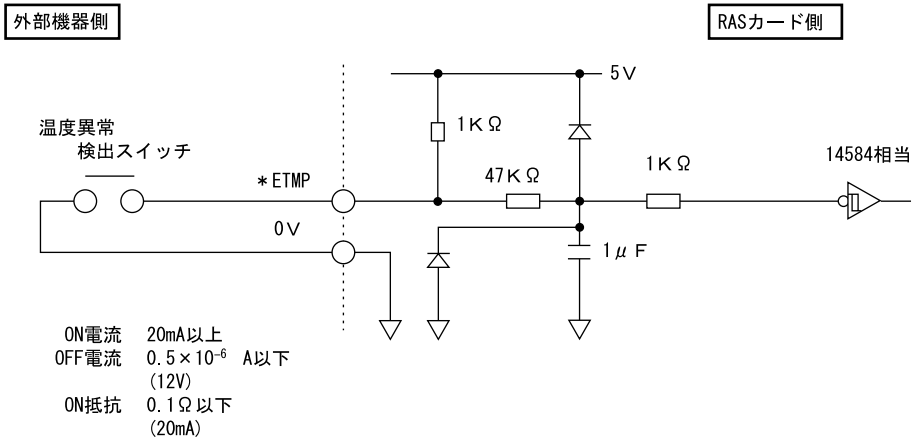 外部機器側
RASカード側
5V
1KΩ
温度異常
検出スイッチ
*ETMP
47KΩ
1KΩ
14584相当
0V
1μF
ON電流 20mA以上
OFF電流 0.5×10⁻⁶ A以下
(12V)
ON抵抗 0.1Ω以下
(20mA)